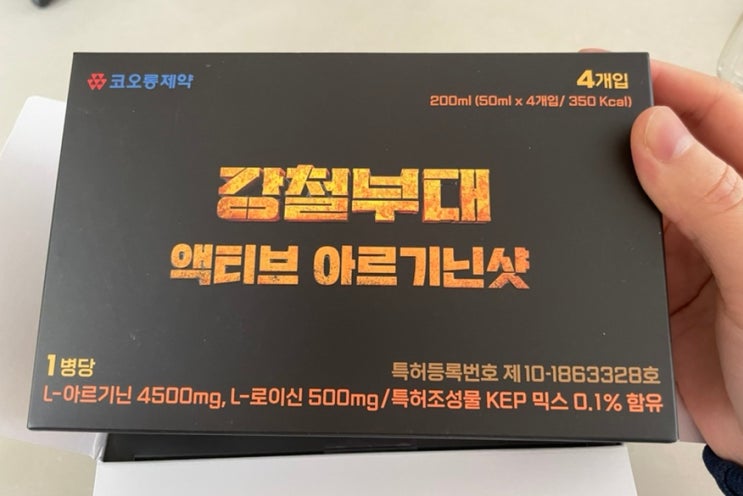 코오롱제약
4개입
200ml (50ml x 4개입/ 350 Kcal)
강철부대
액티브 아르기닌샷
1병당
특허등록번호 제10-1863328호
L-아르기닌 4500mg, L-로이신 500mg/특허조성물 KEP 믹스 0.1% 함유